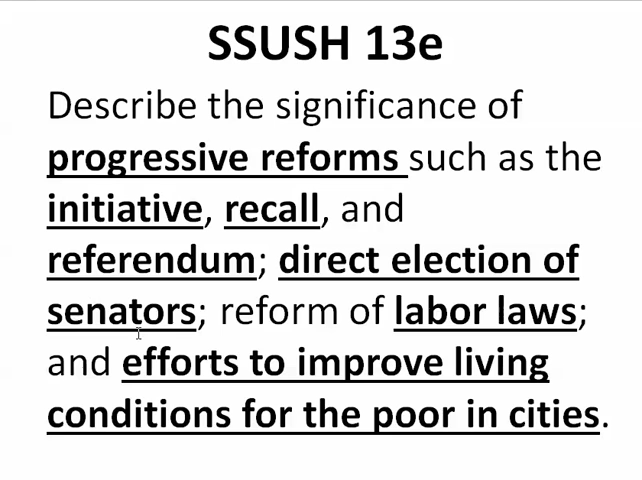 SSUSH 13e
Describe the significance of
progressive reforms such as the
initiative, recall, and
referendum; direct election of
senators; reform of labor laws;
and efforts to improve living
conditions for the poor in cities.